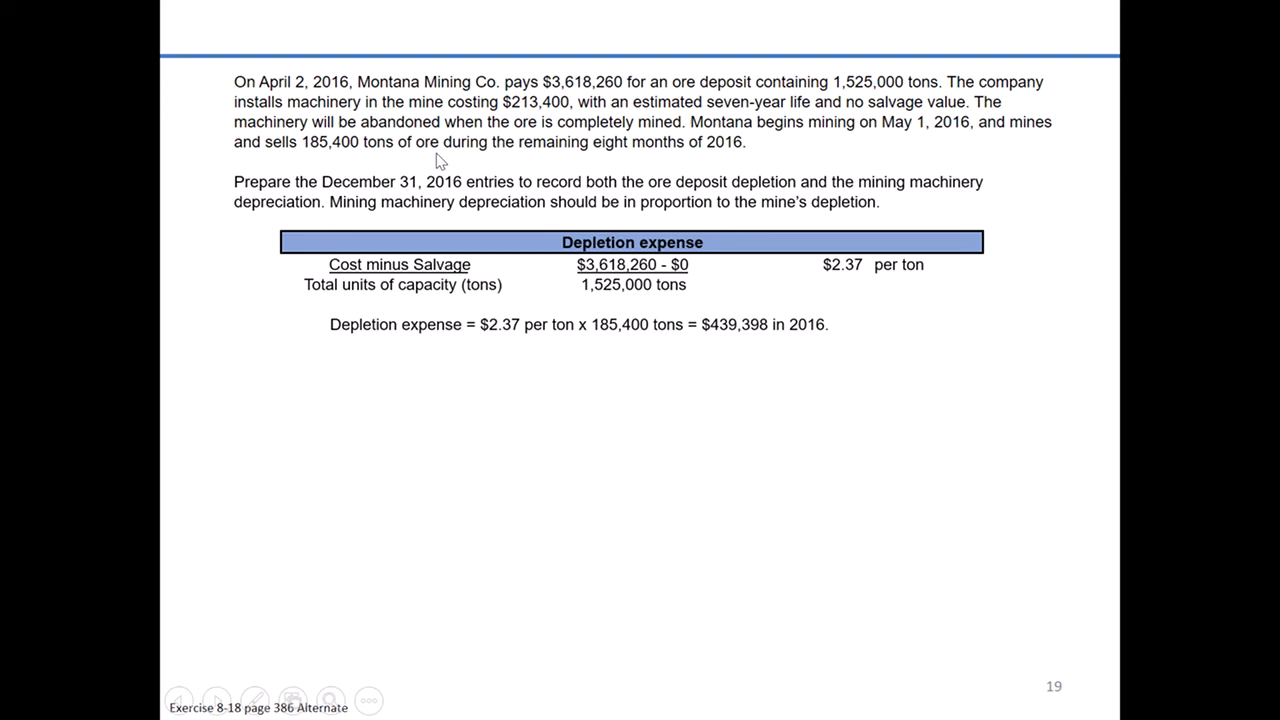 On April 2, 2016, Montana Mining Co. pays $3,618,260 for an ore deposit containing 1,525,000 tons. The company
installs machinery in the mine costing $213,400, with an estimated seven-year life and no salvage value. The
machinery will be abandoned when the ore is completely mined. Montana begins mining on May 1, 2016, and mines
and sells 185,400 tons of ore during the remaining eight months of 2016.
Prepare the December 31, 2016 entries to record both the ore deposit depletion and the mining machinery
depreciation. Mining machinery depreciation should be in proportion to the mine's depletion.
Depletion expense
Cost minus Salvage $3,618,260 - $0 $2.37 per ton
Total units of capacity (tons) 1,525,000 tons
Depletion expense = $2.37 per ton x 185,400 tons = $439,398 in 2016.
19
Exercise 8-18 page 386 Alternate